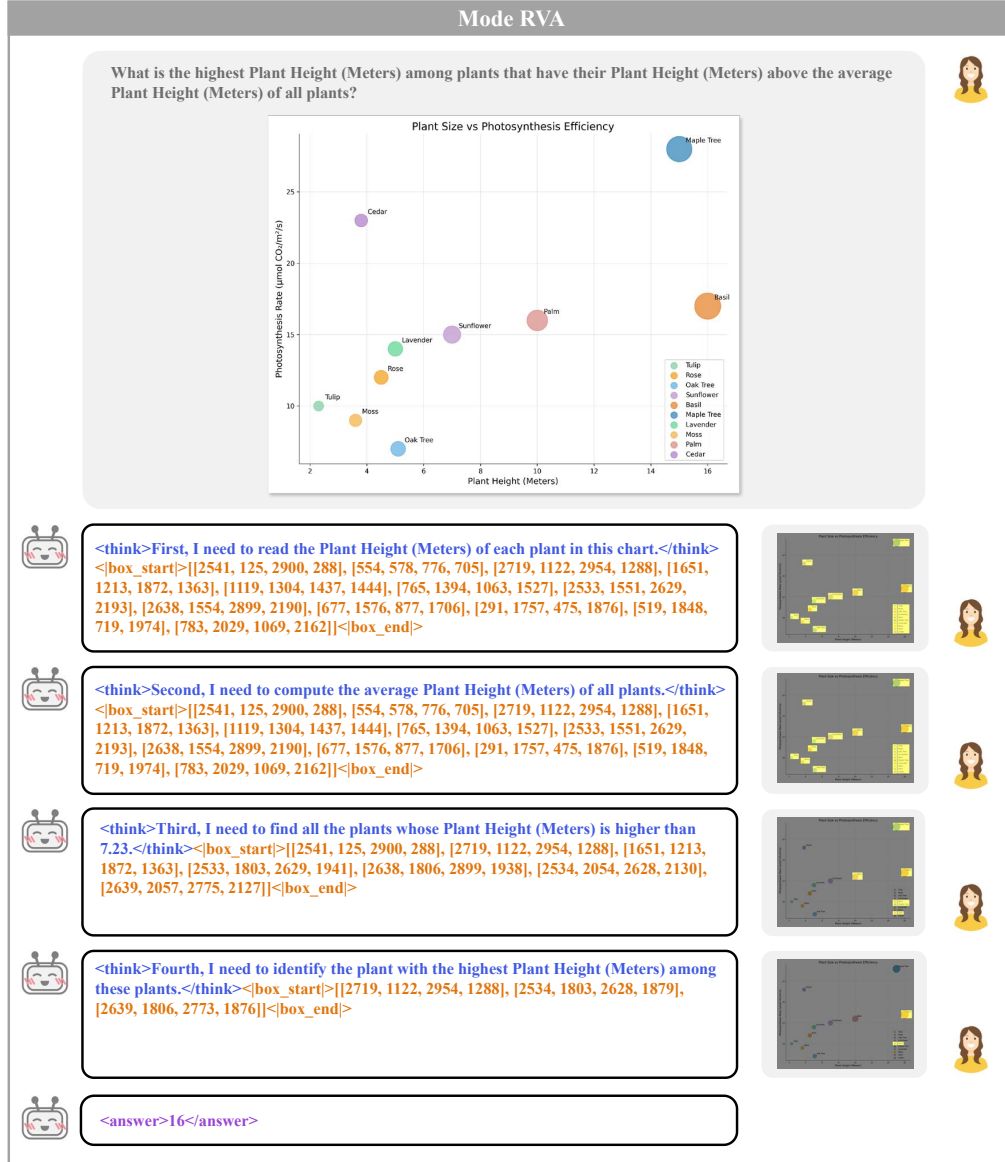 Mode RVA
What is the highest Plant Height (Meters) among plants that have their Plant Height (Meters) above the average
Plant Height (Meters) of all plants?
Plant Size vs Photosynthesis Efficiency
Maple Tree
25
Cedar
20
Basil
Palm
Sunflower
15
Lavender
Rose
Tulip
10
Moss
Oak Tree
Photosynthesis Rate (μmol CO₂/m²/s)
Tulip
Rose
Oak Tree
Sunflower
Basil
Maple Tree
Lavender
Moss
Palm
Cedar
2 4 6 8 10 12 14 16
Plant Height (Meters)
<think>First, I need to read the Plant Height (Meters) of each plant in this chart.</think>
<|box_start|>[[2541, 125, 2900, 288], [554, 578, 776, 705], [2719, 1122, 2954, 1288], [1651,
1213, 1872, 1363], [1119, 1304, 1437, 1444], [765, 1394, 1063, 1527], [2533, 1551, 2629,
2193], [2638, 1554, 2899, 2190], [677, 1576, 877, 1706], [291, 1757, 475, 1876], [519, 1848,
719, 1974], [783, 2029, 1069, 2162]]<|box_end|>
<think>Second, I need to compute the average Plant Height (Meters) of all plants.</think>
<|box_start|>[[2541, 125, 2900, 288], [554, 578, 776, 705], [2719, 1122, 2954, 1288], [1651,
1213, 1872, 1363], [1119, 1304, 1437, 1444], [765, 1394, 1063, 1527], [2533, 1551, 2629,
2193], [2638, 1554, 2899, 2190], [677, 1576, 877, 1706], [291, 1757, 475, 1876], [519, 1848,
719, 1974], [783, 2029, 1069, 2162]]<|box_end|>
<think>Third, I need to find all the plants whose Plant Height (Meters) is higher than
7.23.</think><|box_start|>[[2541, 125, 2900, 288], [2719, 1122, 2954, 1288], [1651, 1213,
1872, 1363], [2533, 1803, 2629, 1941], [2638, 1806, 2899, 1938], [2534, 2054, 2628, 2130],
[2639, 2057, 2775, 2127]]<|box_end|>
<think>Fourth, I need to identify the plant with the highest Plant Height (Meters) among
these plants.</think><|box_start|>[[2719, 1122, 2954, 1288], [2534, 1803, 2628, 1879],
[2639, 1806, 2773, 1876]]<|box_end|>
<answer>16</answer>